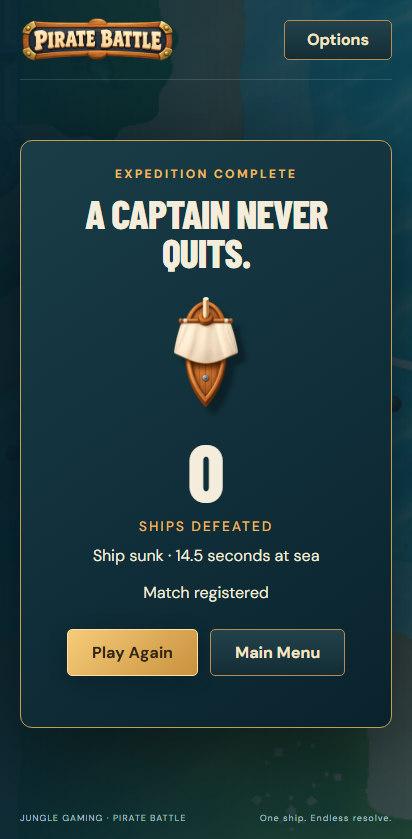 PIRATE BATTLE
Options
EXPEDITION COMPLETE
A CAPTAIN NEVER
QUITS.
0
SHIPS DEFEATED
Ship sunk · 14.5 seconds at sea
Match registered
Play Again
Main Menu
JUNGLE GAMING · PIRATE BATTLE
One ship. Endless resolve.